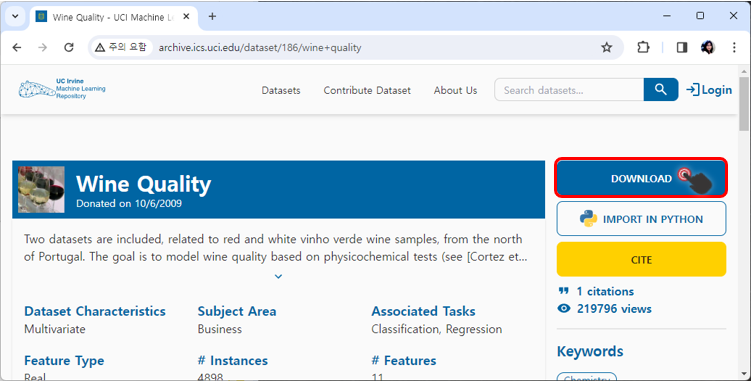 Wine Quality - UCI Machine L
주의 요함
archive.ics.uci.edu/dataset/186/wine+quality
UC Irvine
Machine Learning
Repository
Datasets
Contribute Dataset
About Us
Search datasets...
Login
Wine Quality
Donated on 10/6/2009
DOWNLOAD
IMPORT IN PYTHON
CITE
1 citations
219796 views
Two datasets are included, related to red and white vinho verde wine samples, from the north
of Portugal. The goal is to model wine quality based on physicochemical tests (see [Cortez et...
Dataset Characteristics
Multivariate
Subject Area
Business
Associated Tasks
Classification, Regression
Feature Type
Real
# Instances
4898
# Features
11
Keywords
Chemistry